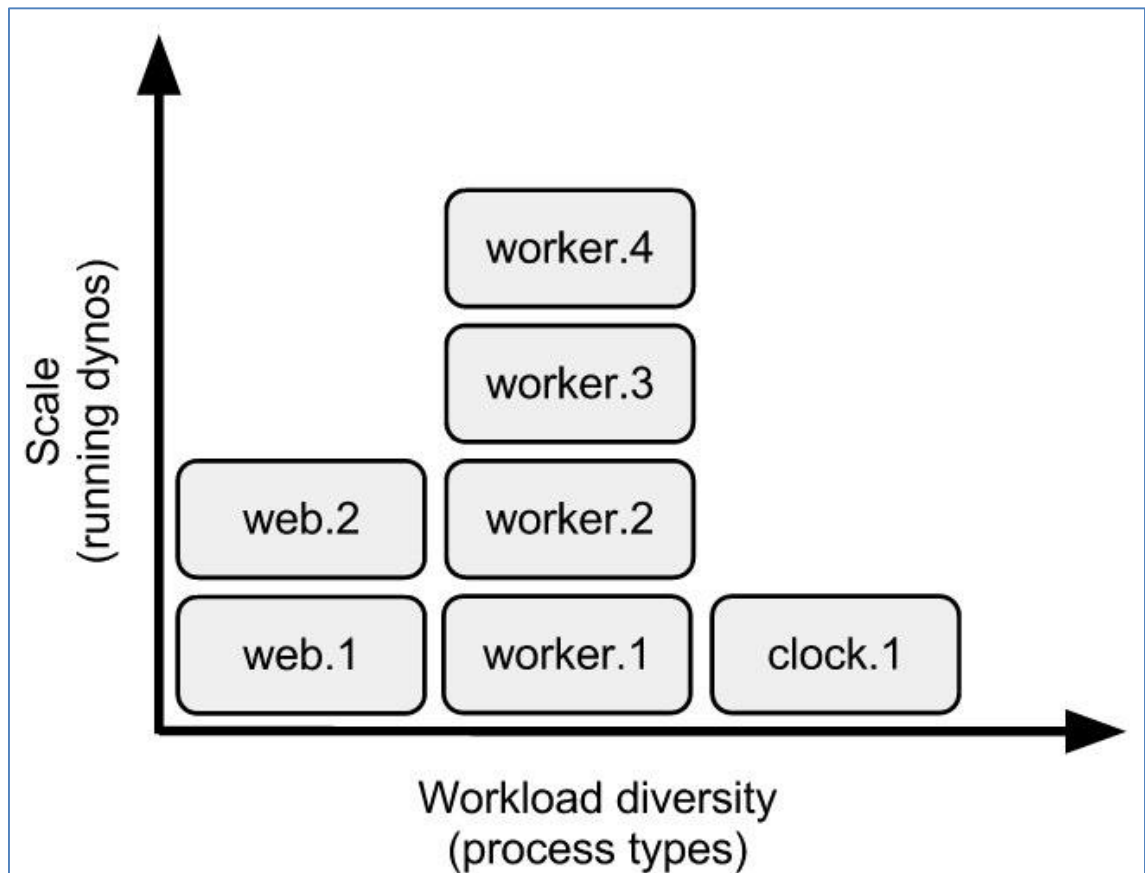 worker.4
worker.3
web.2
worker.2
web.1
worker.1
clock.1
Scale
(running dynos)
Workload diversity
(process types)